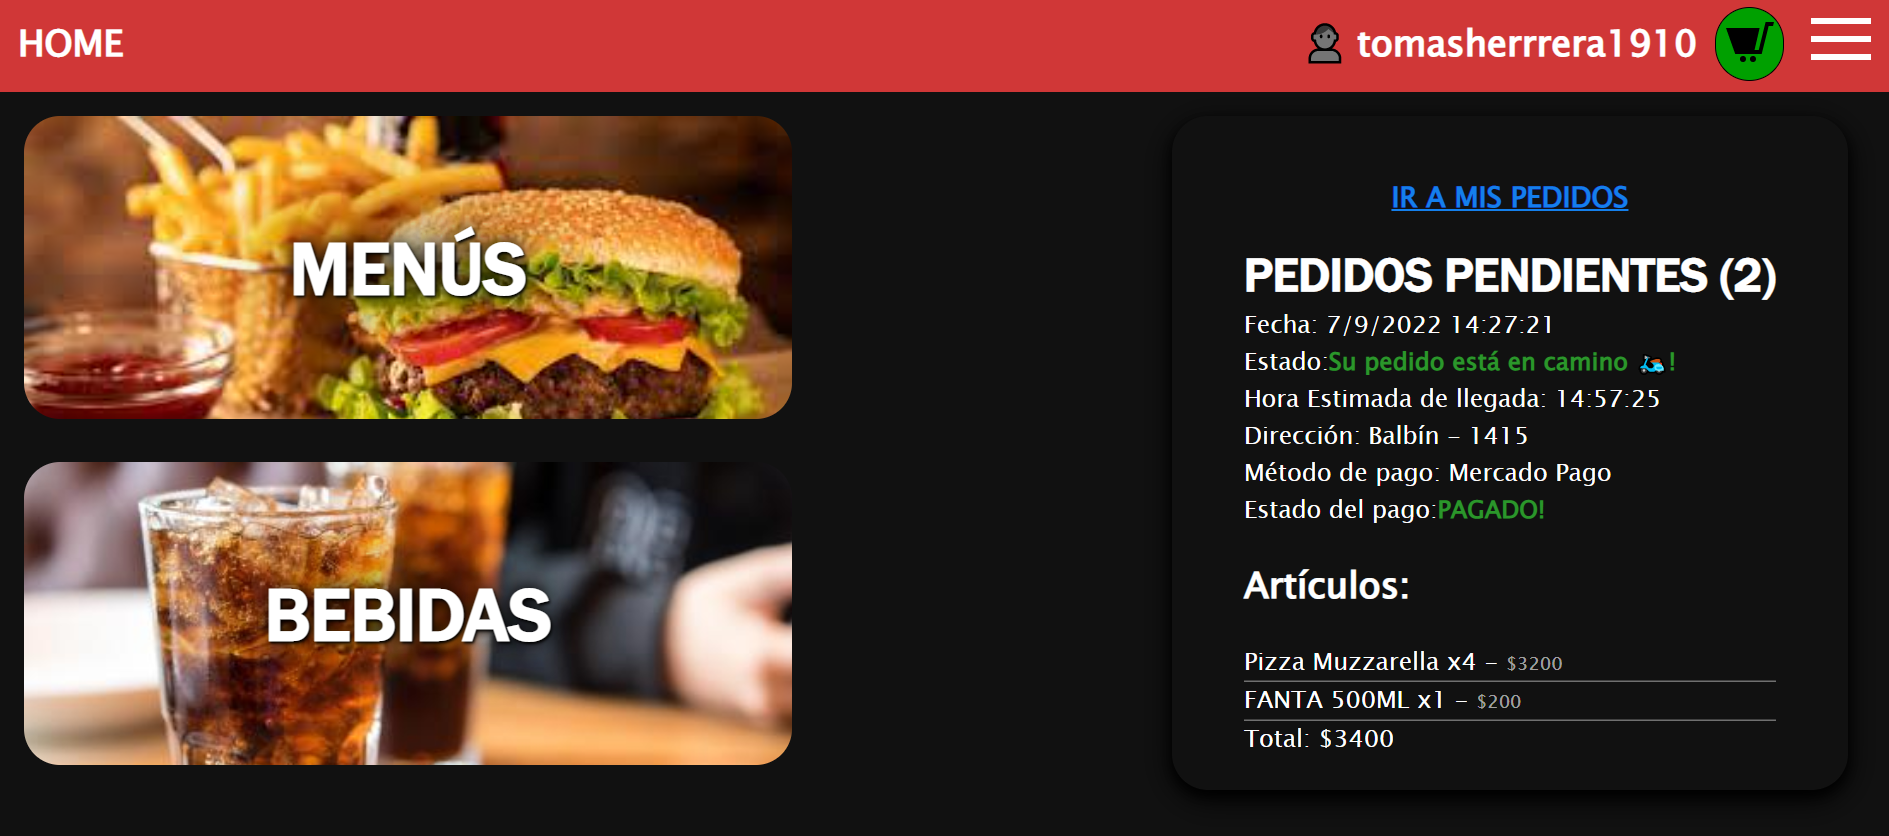 HOME
tomasherrrera1910
MENÚS
BEBIDAS
IR A MIS PEDIDOS
PEDIDOS PENDIENTES (2)
Fecha: 7/9/2022 14:27:21
Estado:Su pedido está en camino 🛵!
Hora Estimada de llegada: 14:57:25
Dirección: Balbín - 1415
Método de pago: Mercado Pago
Estado del pago:PAGADO!
Artículos:
Pizza Muzzarella x4 - $3200
FANTA 500ML x1 - $200
Total: $3400